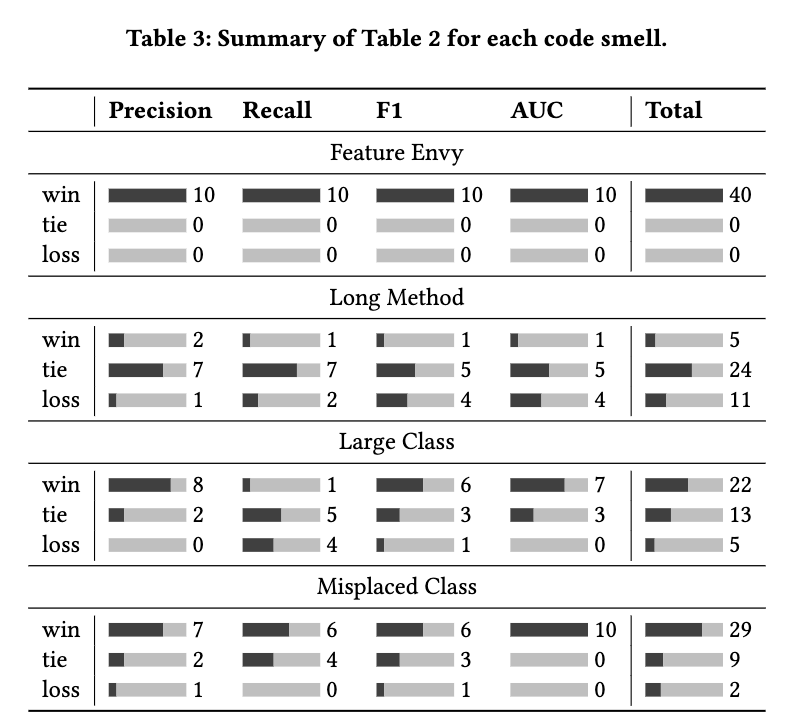 Table 3: Summary of Table 2 for each code smell.
Precision Recall F1 AUC Total
Feature Envy
win 10 10 10 10 40
tie 0 0 0 0 0
loss 0 0 0 0 0
Long Method
win 2 1 1 1 5
tie 7 7 5 5 24
loss 1 2 4 4 11
Large Class
win 8 1 6 7 22
tie 2 5 3 3 13
loss 0 4 1 0 5
Misplaced Class
win 7 6 6 10 29
tie 2 4 3 0 9
loss 1 0 1 0 2